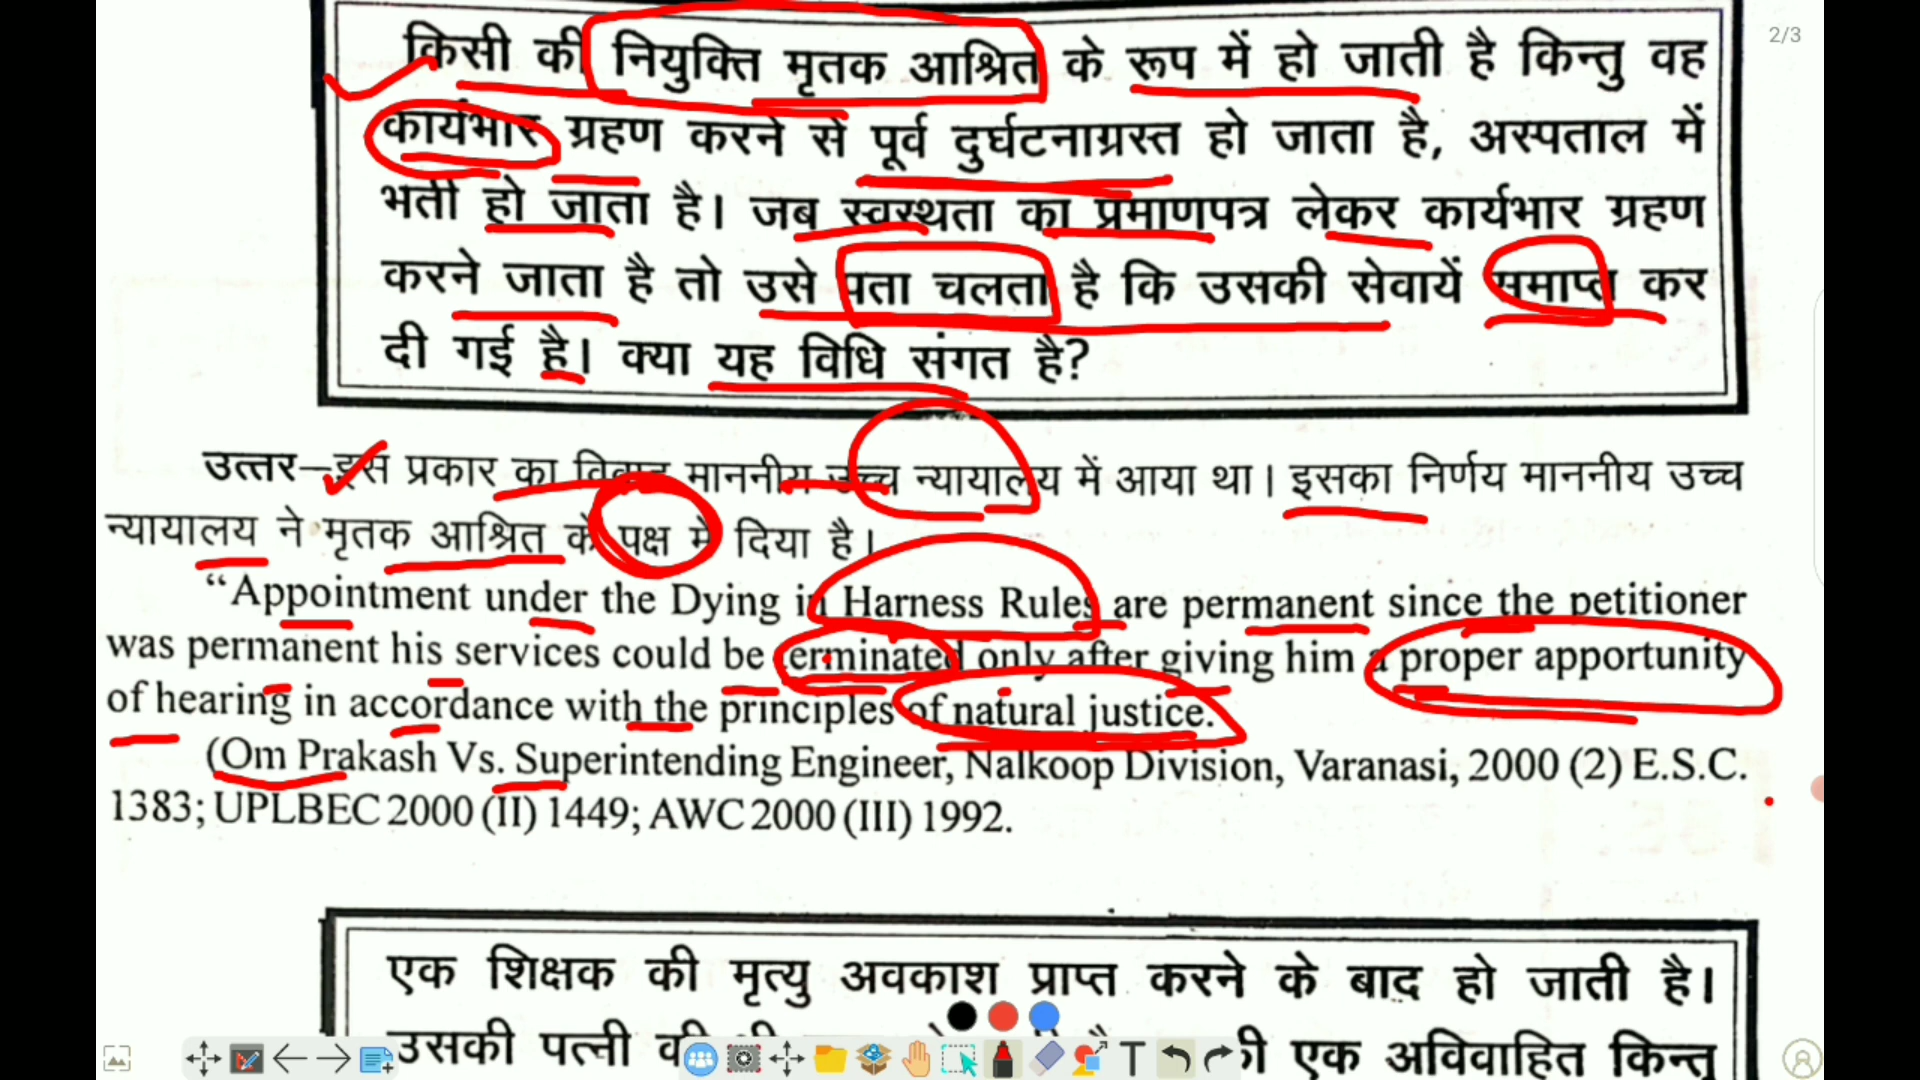 2/3
किसी की नियुक्ति मृतक आश्रित के रूप में हो जाती है किन्तु वह
कार्यभार ग्रहण करने से पूर्व दुर्घटनाग्रस्त हो जाता है, अस्पताल में
भर्ती हो जाता है। जब स्वस्थता का प्रमाणपत्र लेकर कार्यभार ग्रहण
करने जाता है तो उसे पता चलता है कि उसकी सेवायें समाप्त कर
दी गई है। क्या यह विधि संगत है?
उत्तर–इस प्रकार का विवाद माननीय उच्च न्यायालय में आया था। इसका निर्णय माननीय उच्च
न्यायालय ने मृतक आश्रित के पक्ष में दिया है।
“Appointment under the Dying in Harness Rules are permanent since the petitioner
was permanent his services could be terminated only after giving him a proper apportunity
of hearing in accordance with the principles of natural justice.
(Om Prakash Vs. Superintending Engineer, Nalkoop Division, Varanasi, 2000 (2) E.S.C.
1383; UPLBEC 2000 (II) 1449; AWC 2000 (III) 1992.
एक शिक्षक की मृत्यु अवकाश प्राप्त करने के बाद हो जाती है।
उसकी पत्नी की एक अविवाहित किन्तु